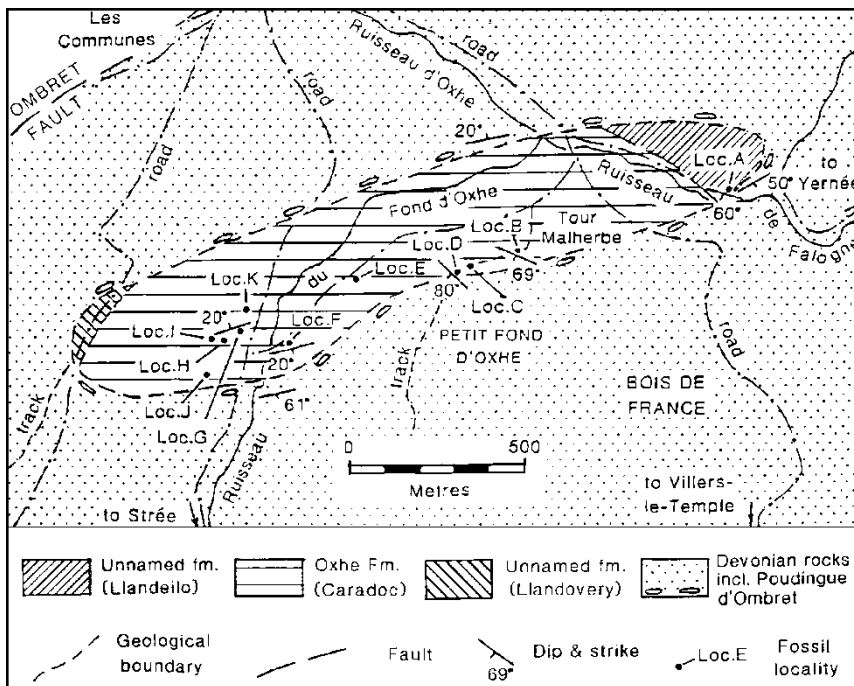 Les
Communes
OMBRET
FAULT
road
road
road
Ruisseau d'Oxhe
20°
Loc.A
to
Yernée
50°
Ruisseau
60°
de
Falogne
Fond d'Oxhe
Loc.B
Tour
Malherbe
Loc.D
69°
Loc.K
du
Loc.E
80°
Loc.C
20°
Loc.F
Loc.I
PETIT FOND
D'OXHE
Loc.H
20°
track
road
Loc.J
61°
BOIS DE
FRANCE
track
Loc.G
0
500
Metres
Ruisseau
to Strée
to Villers-
le-Temple
Unnamed fm.
(Llandeilo)
Oxhe Fm.
(Caradoc)
Unnamed fm.
(Llandovery)
Devonian rocks
incl. Poudingue
d'Ombret
Geological
boundary
Fault
Dip & strike
69°
Loc.E
Fossil
locality